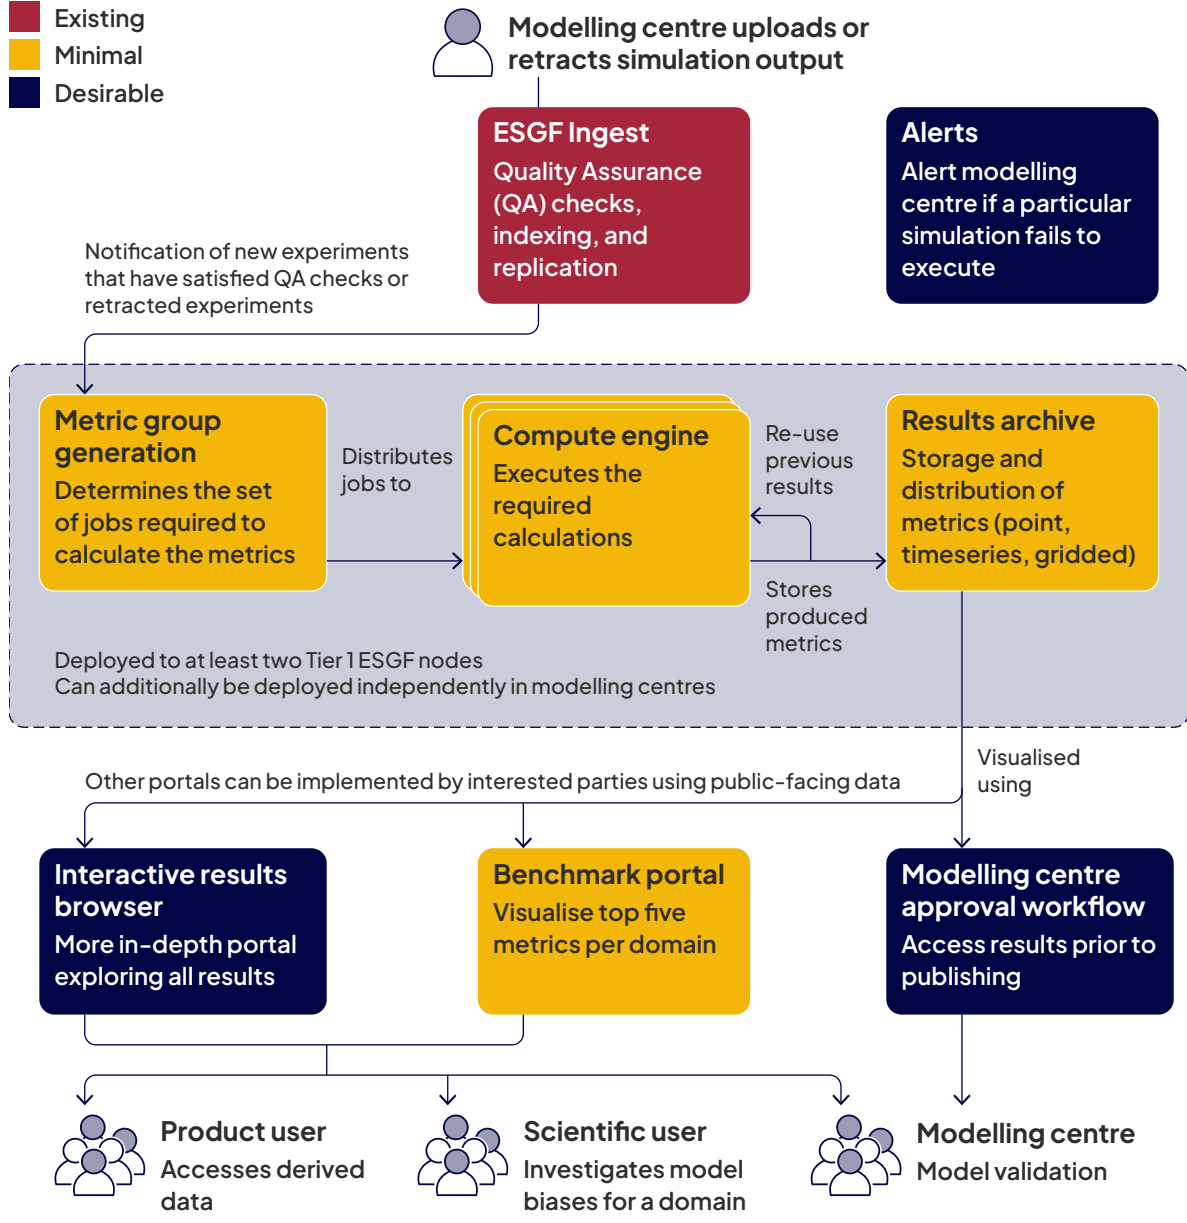 Existing
Minimal
Desirable
Modelling centre uploads or
retracts simulation output
ESGF Ingest
Quality Assurance
(QA) checks,
indexing, and
replication
Alerts
Alert modelling
centre if a particular
simulation fails to
execute
Notification of new experiments
that have satisfied QA checks or
retracted experiments
Metric group
generation
Determines the set
of jobs required to
calculate the metrics
Distributes
jobs to
Compute engine
Executes the
required
calculations
Re-use
previous
results
Stores
produced
metrics
Results archive
Storage and
distribution of
metrics (point,
timeseries, gridded)
Deployed to at least two Tier 1 ESGF nodes
Can additionally be deployed independently in modelling centres
Visualised
using
Other portals can be implemented by interested parties using public-facing data
Interactive results
browser
More in-depth portal
exploring all results
Benchmark portal
Visualise top five
metrics per domain
Modelling centre
approval workflow
Access results prior to
publishing
Product user
Accesses derived
data
Scientific user
Investigates model
biases for a domain
Modelling centre
Model validation